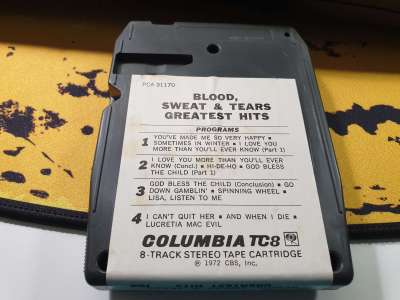 PCA 31170
BLOOD,
SWEAT & TEARS
GREATEST HITS
PROGRAMS
1 YOU'VE MADE ME SO VERY HAPPY ■
SOMETIMES IN WINTER ■ I LOVE YOU
MORE THAN YOU'LL EVER KNOW (Part 1)
2 I LOVE YOU MORE THAN YOU'LL EVER
KNOW (Concl.) ■ HI-DE-HO ■ GOD BLESS
THE CHILD (Part 1)
3 GOD BLESS THE CHILD (Conclusion) ■ GO
DOWN GAMBLIN' ■ SPINNING WHEEL ■
LISA, LISTEN TO ME
4 I CAN'T QUIT HER ■ AND WHEN I DIE ■
LUCRETIA MAC EVIL
COLUMBIA TC8
8-TRACK STEREO TAPE CARTRIDGE
© 1972 CBS, Inc.
GREATEST HITS